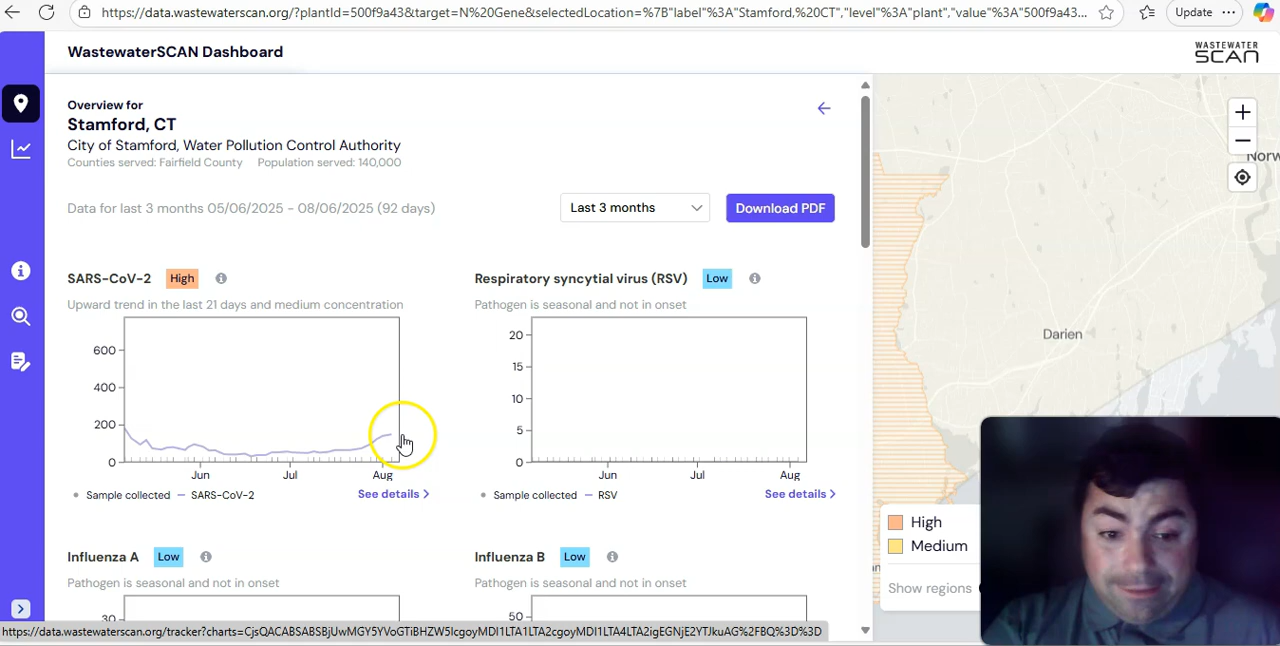 https://data.wastewaterscan.org/?plantId=500f9a43&target=N%20Gene&selectedLocation=%7B"label"%3A"Stamford,%20CT","level"%3A"plant","value"%3A"500f9a43...
Update
WastewaterSCAN Dashboard
WASTEWATER
SCAN
Overview for
Stamford, CT
City of Stamford, Water Pollution Control Authority
Counties served: Fairfield County Population served: 140,000
Data for last 3 months 05/06/2025 - 08/06/2025 (92 days)
Last 3 months
Download PDF
SARS-CoV-2 High
Upward trend in the last 21 days and medium concentration
600
400
200
0
Jun Jul Aug
Sample collected SARS-CoV-2
See details
Respiratory syncytial virus (RSV) Low
Pathogen is seasonal and not in onset
20
15
10
5
0
Jun Jul Aug
Sample collected RSV
See details
Influenza A Low
Pathogen is seasonal and not in onset
30
Influenza B Low
Pathogen is seasonal and not in onset
50
Norw
Darien
High
Medium
Show regions